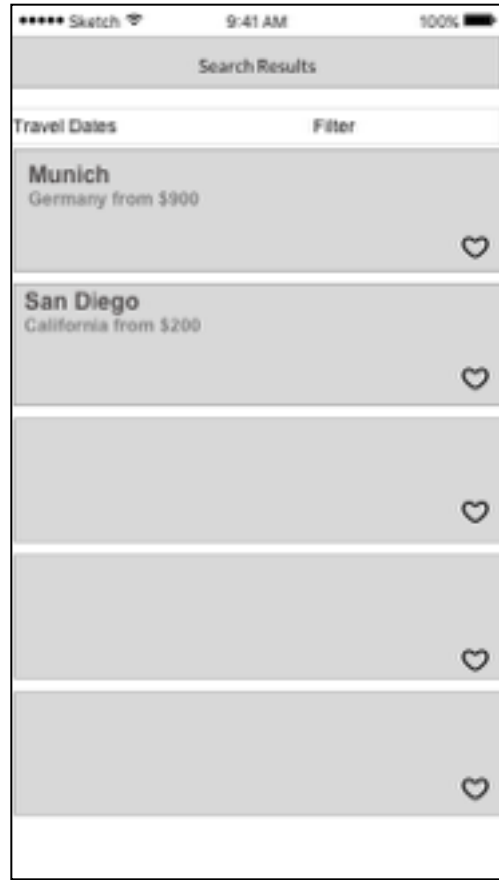 Sketch 9:41 AM 100%
Search Results
Travel Dates Filter
Munich
Germany from $900
San Diego
California from $200